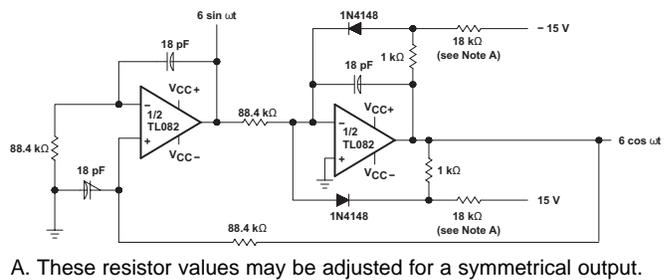 6 sin ωt
18 pF
VCC+
1/2
TL082
VCC−
88.4 kΩ
18 pF
88.4 kΩ
88.4 kΩ
1N4148
− 15 V
18 kΩ
(see Note A)
1 kΩ
18 pF
VCC+
1/2
TL082
VCC−
6 cos ωt
1 kΩ
1N4148
15 V
18 kΩ
(see Note A)
A. These resistor values may be adjusted for a symmetrical output.